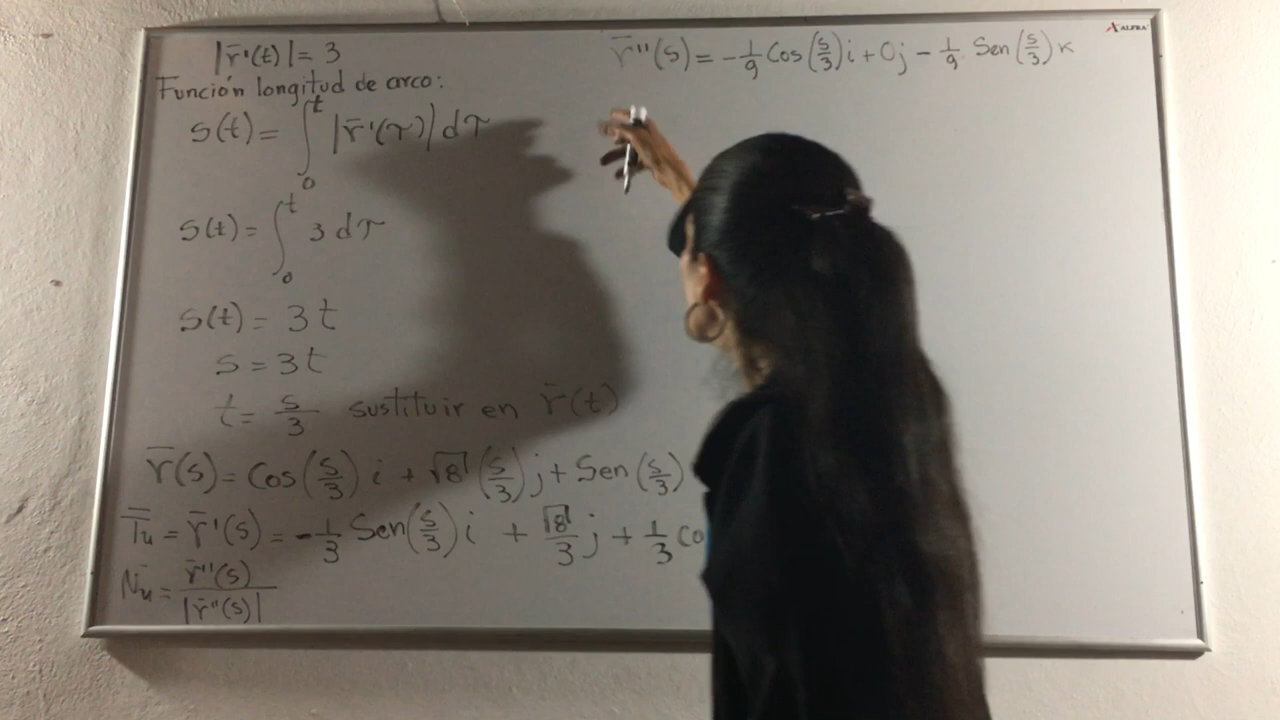 |r̄'(t)| = 3
Función longitud de arco:
s(t) = ∫₀ᵗ |r̄'(τ)| dτ
s(t) = ∫₀ᵗ 3 dτ
s(t) = 3t
s = 3t
t = s/3 sustituir en r̄(t)
r̄(s) = Cos(s/3) i + √8 (s/3) j + Sen(s/3)
T̄u = r̄'(s) = -1/3 Sen(s/3) i + √8/3 j + 1/3 Co
N̄u = r̄''(s)/|r̄''(s)|
r̄''(s) = -1/9 Cos(s/3) i + 0j - 1/9 Sen(s/3) k
ALFRA